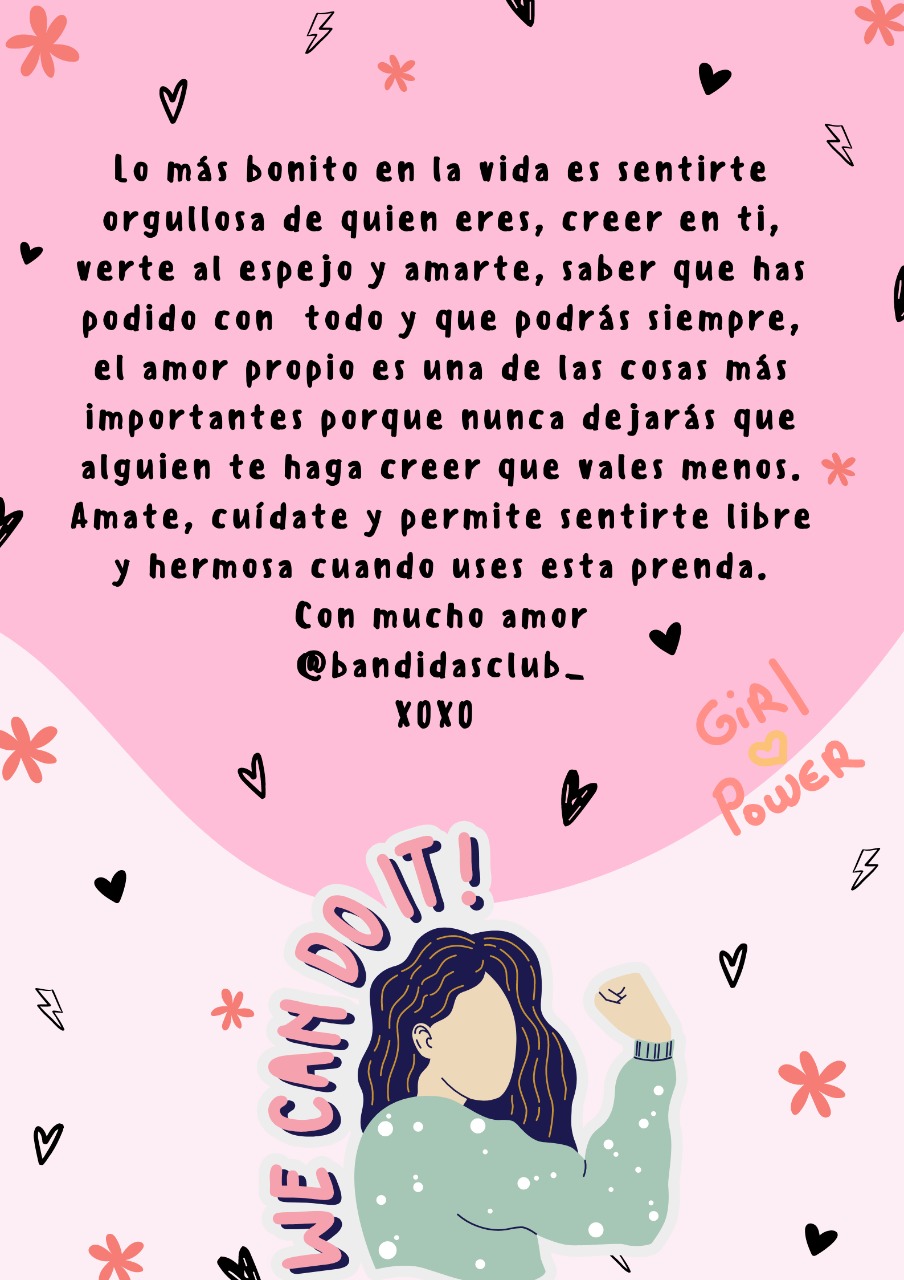 Lo más bonito en la vida es sentirte
orgullosa de quien eres, creer en ti,
verte al espejo y amarte, saber que has
podido con todo y que podrás siempre,
el amor propio es una de las cosas más
importantes porque nunca dejarás que
alguien te haga creer que vales menos.
Amate, cuídate y permite sentirte libre
y hermosa cuando uses esta prenda.
Con mucho amor
@bandidasclub_
XOXO
GiRl
POWER
WE CAN DO IT!